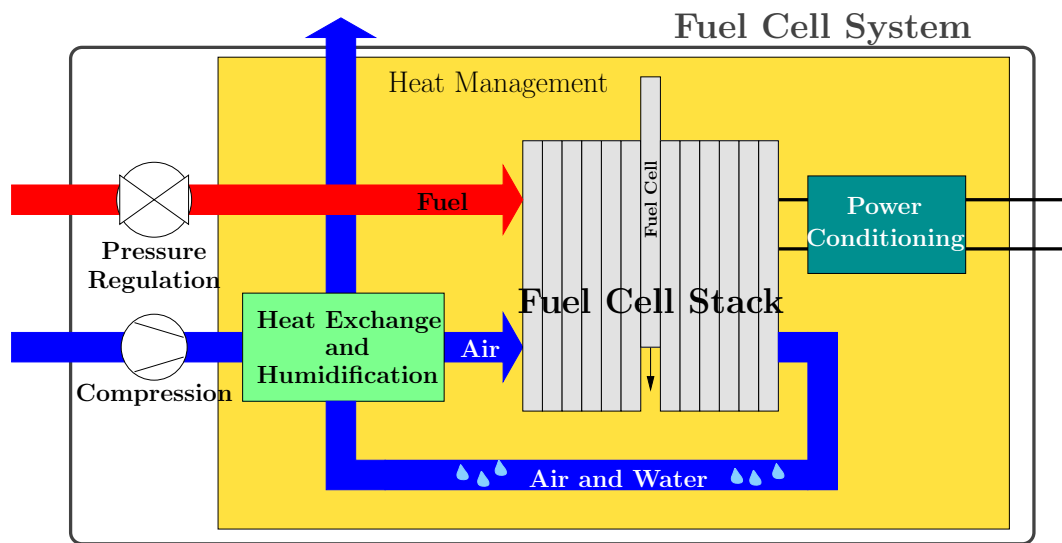 Fuel Cell System
Heat Management
Fuel
Fuel Cell
Pressure
Regulation
Power
Conditioning
Fuel Cell Stack
Heat Exchange
and
Humidification
Air
Compression
Air and Water